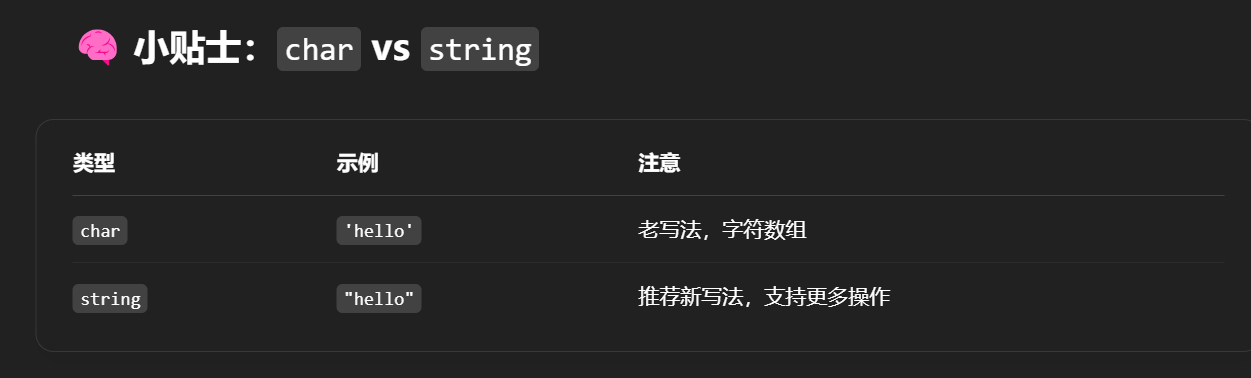 🧠 小贴士：char vs string
类型 示例 注意
char 'hello' 老写法，字符数组
string "hello" 推荐新写法，支持更多操作